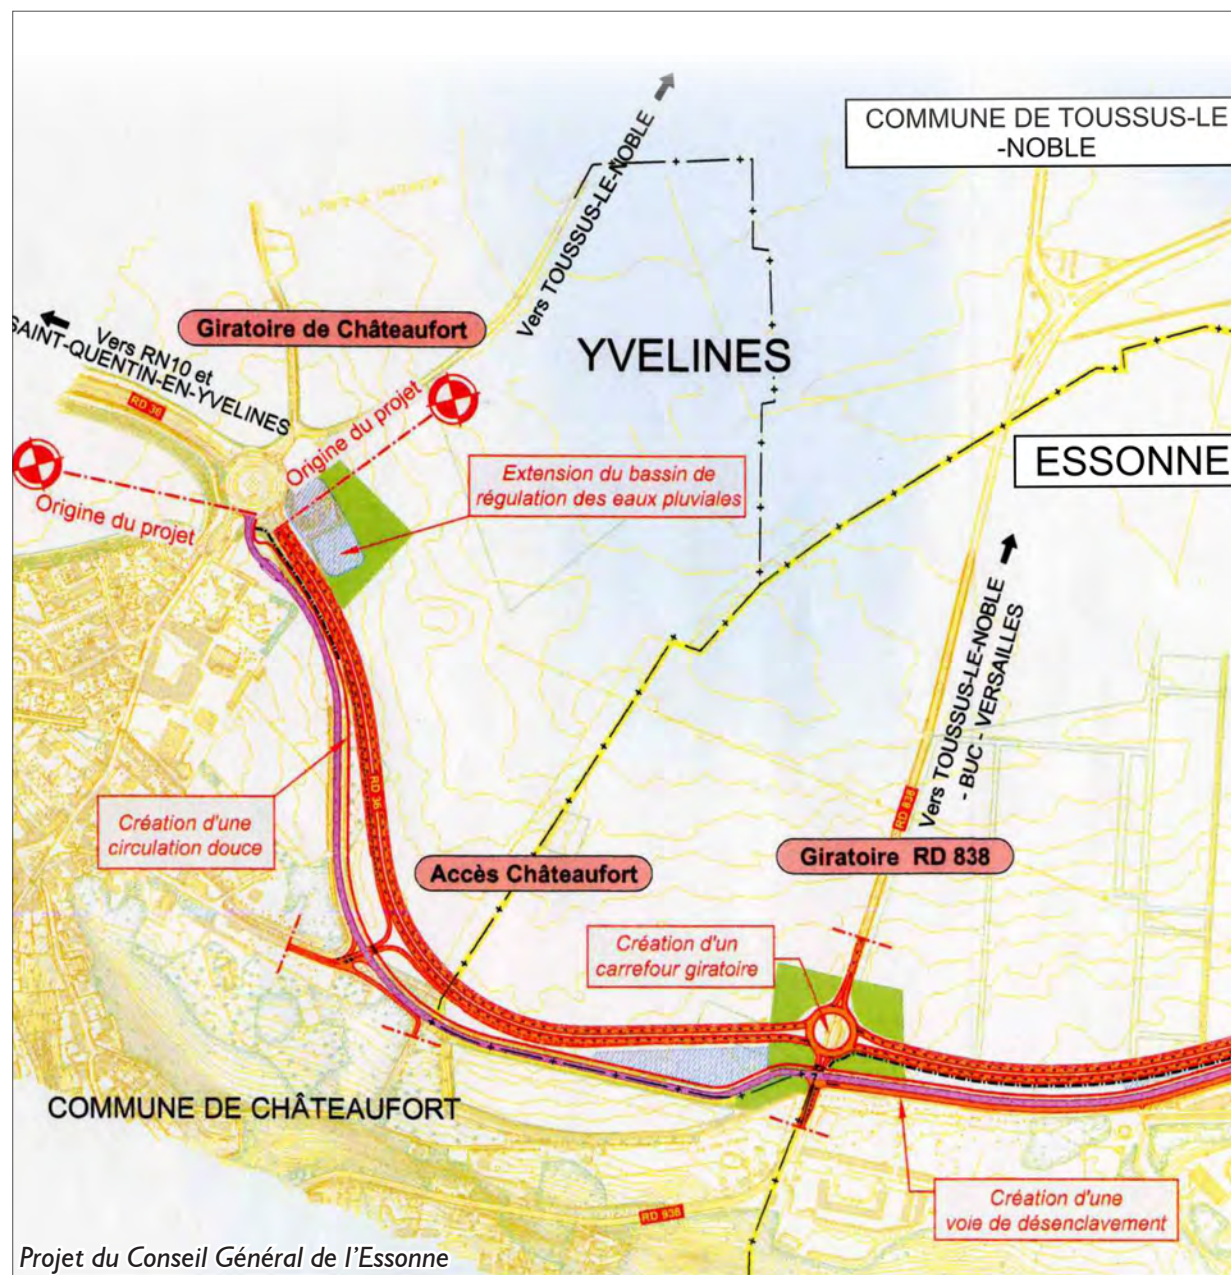 COMMUNE DE TOUSSUS-LE
-NOBLE
Vers TOUSSUS-LE-NOBLE
Giratoire de Châteaufort
Vers RN10 et
SAINT-QUENTIN-EN-YVELINES
YVELINES
RD 36
Origine du projet
Origine du projet
ESSONNE
Extension du bassin de
régulation des eaux pluviales
Vers TOUSSUS-LE-NOBLE
- BUC - VERSAILLES
RD 36
RD 838
Création d'une
circulation douce
Accès Châteaufort
Giratoire RD 838
Création d'un
carrefour giratoire
COMMUNE DE CHÂTEAUFORT
Création d'une
voie de désenclavement
RD 938
Projet du Conseil Général de l'Essonne